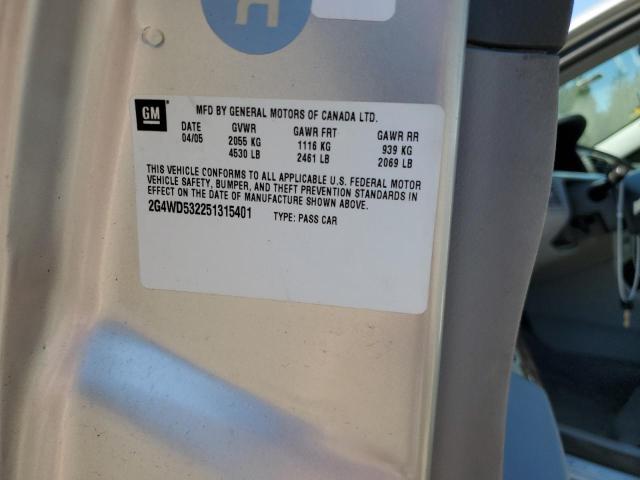 H
GM
MFD BY GENERAL MOTORS OF CANADA LTD.
DATE GVWR GAWR FRT GAWR RR
04/05 2055 KG 1116 KG 939 KG
4530 LB 2461 LB 2069 LB
THIS VEHICLE CONFORMS TO ALL APPLICABLE U.S. FEDERAL MOTOR
VEHICLE SAFETY, BUMPER, AND THEFT PREVENTION STANDARDS IN
EFFECT ON THE DATE OF MANUFACTURE SHOWN ABOVE.
2G4WD532251315401 TYPE: PASS CAR